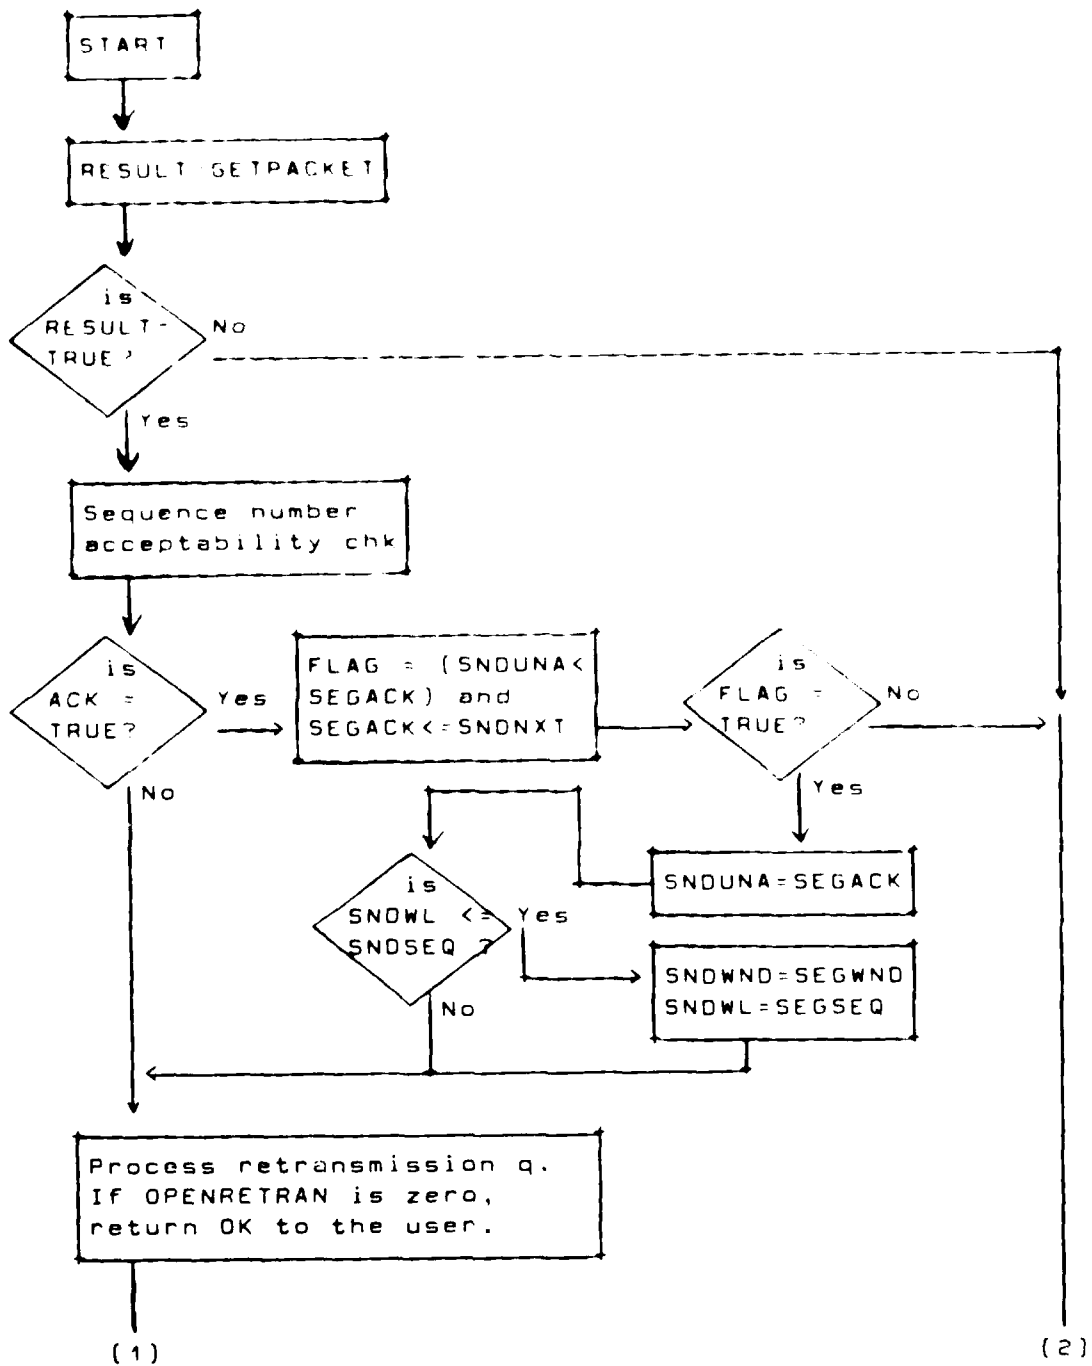 START
RESULT GETPACKET
is
RESULT-
TRUE?
No
Yes
Sequence number
acceptability chk
is
ACK =
TRUE?
Yes
No
FLAG = (SNDUNA<
SEGACK) and
SEGACK<=SNDNXT
is
FLAG =
TRUE?
No
Yes
SNDUNA=SEGACK
is
SNDWL <=
SNDSEQ ?
Yes
No
SNDWND=SEGWND
SNDWL=SEGSEQ
Process retransmission q.
If OPENRETRAN is zero,
return OK to the user.
(1)
(2)